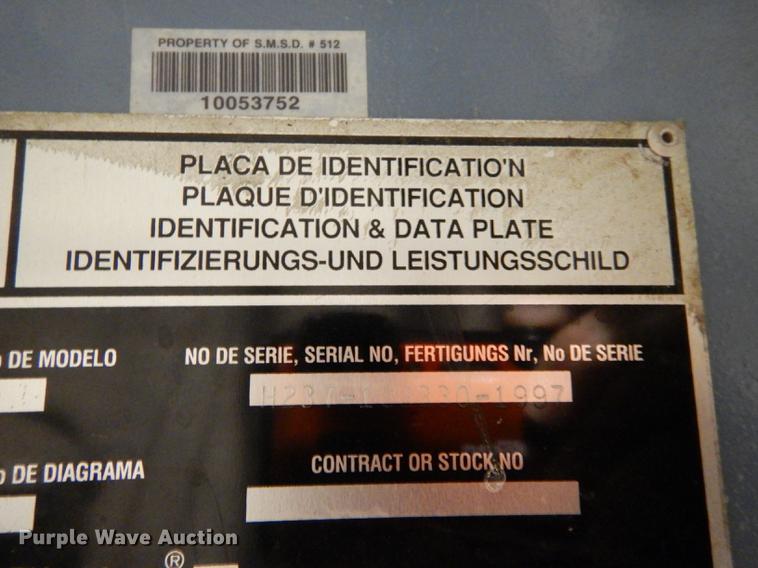 PROPERTY OF S.M.S.D. # 512
10053752
PLACA DE IDENTIFICATIO'N
PLAQUE D'IDENTIFICATION
IDENTIFICATION & DATA PLATE
IDENTIFIZIERUNGS-UND LEISTUNGSSCHILD
DE MODELO
NO DE SERIE, SERIAL NO, FERTIGUNGS Nr, No DE SERIE
DE DIAGRAMA
CONTRACT OR STOCK NO
Purple Wave Auction
®